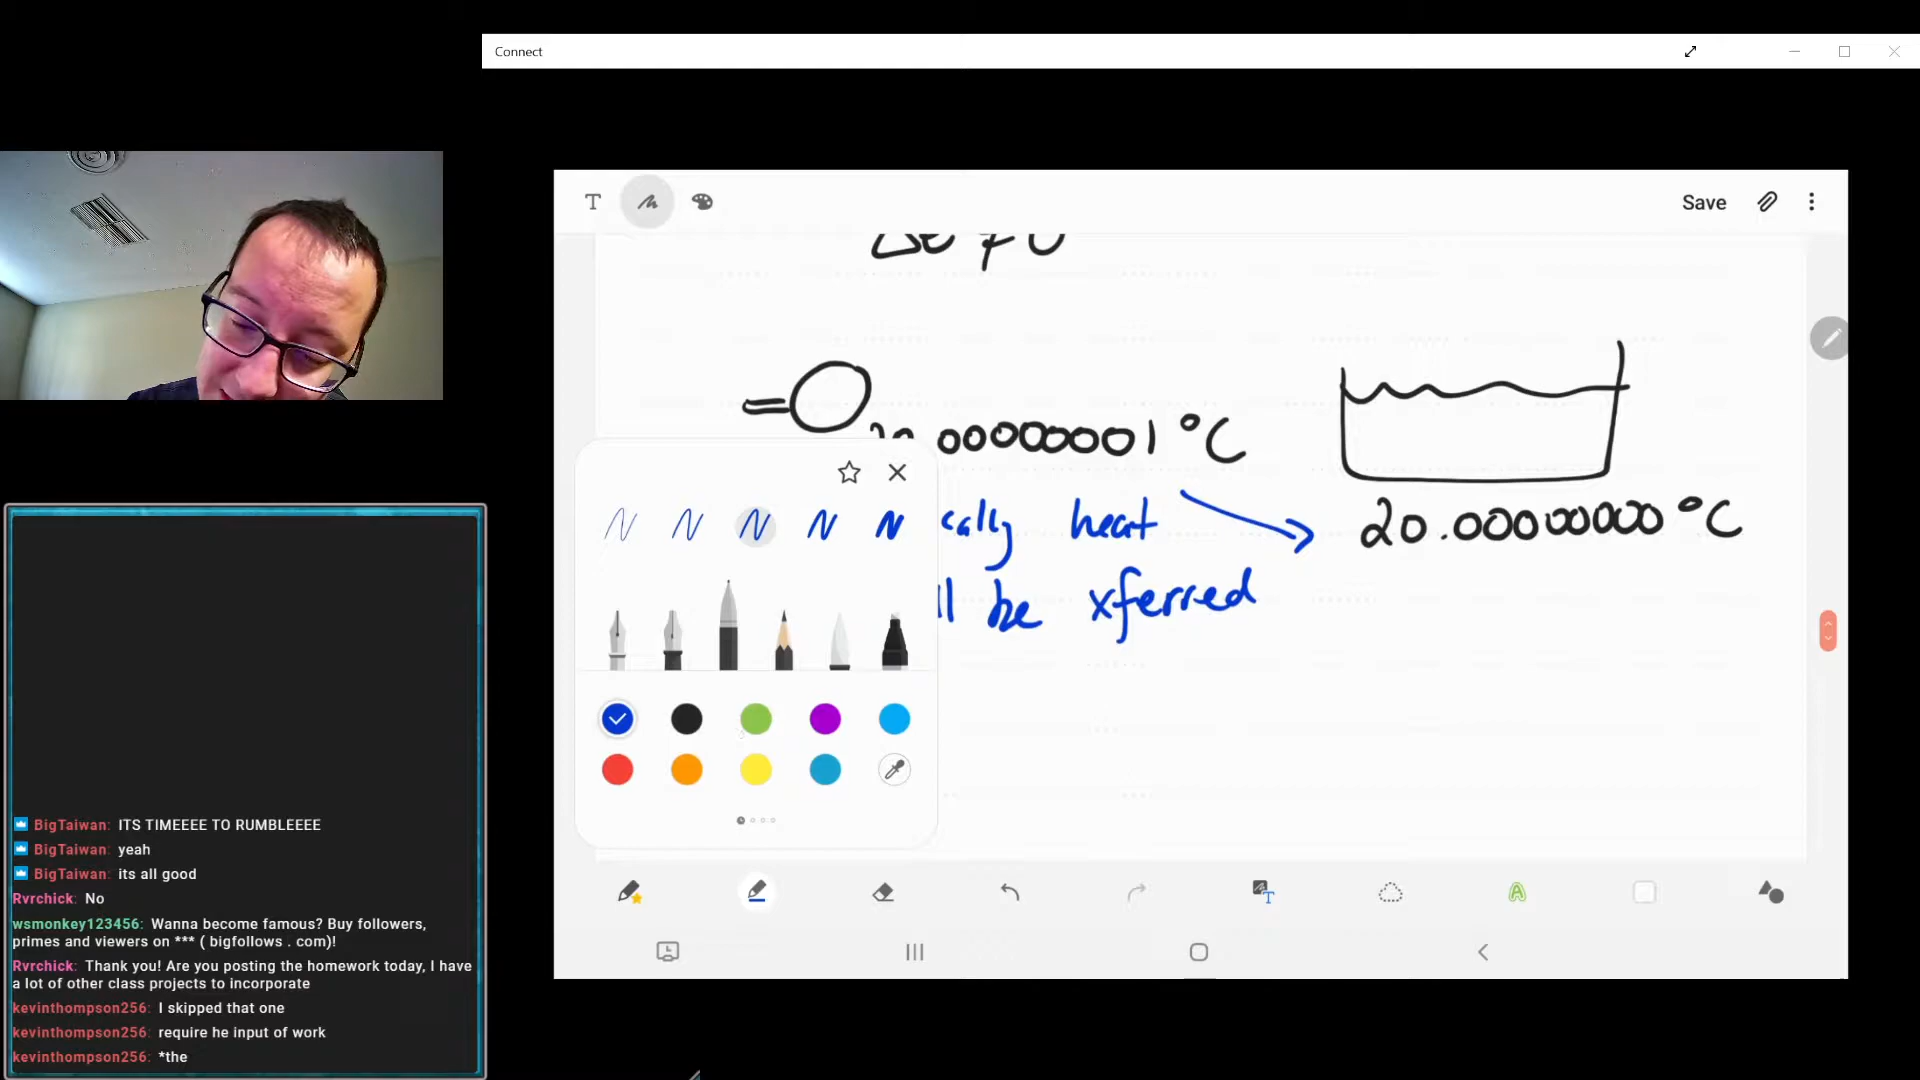 Connect
T
Save
Δt ≠ 0
00000001 °C
cally heat
20.00000000 °C
ll be xferred
BigTaiwan: ITS TIMEEEE TO RUMBLEEEE
BigTaiwan: yeah
BigTaiwan: its all good
Rvrchick: No
wsmonkey123456: Wanna become famous? Buy followers,
primes and viewers on *** ( bigfollows . com)!
Rvrchick: Thank you! Are you posting the homework today, I have
a lot of other class projects to incorporate
kevinthompson256: I skipped that one
kevinthompson256: require he input of work
kevinthompson256: *the